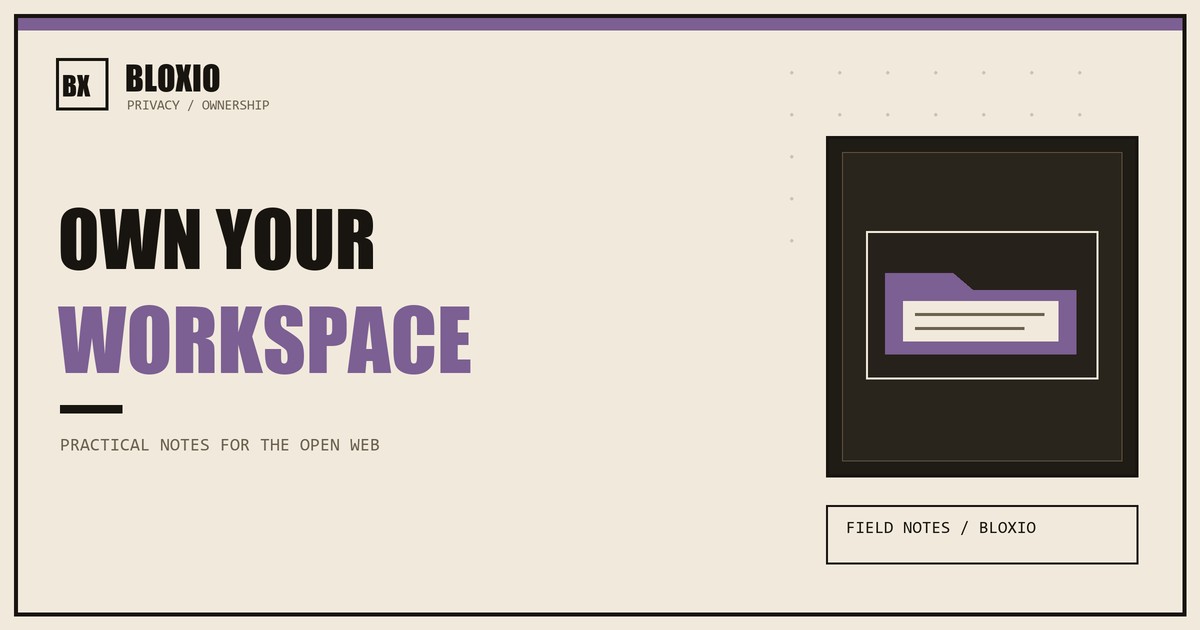 BX
BLOXIO
PRIVACY / OWNERSHIP
OWN YOUR
WORKSPACE
PRACTICAL NOTES FOR THE OPEN WEB
FIELD NOTES / BLOXIO